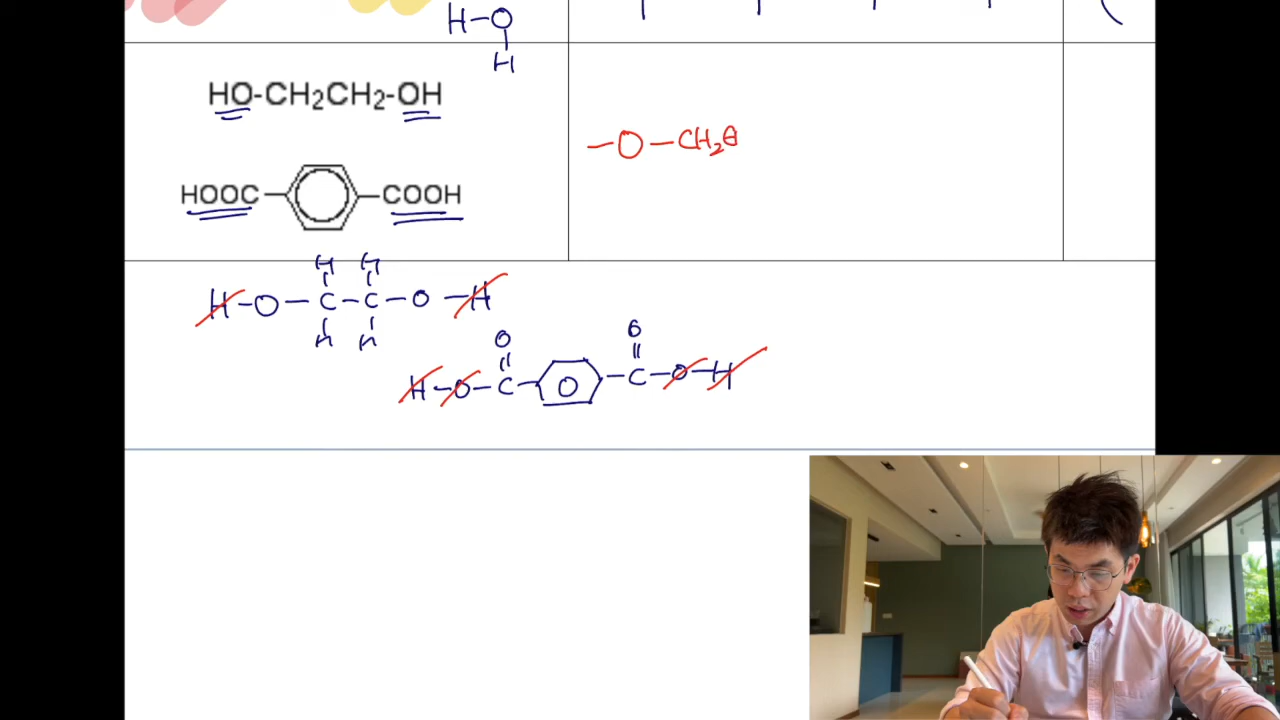 H-O
H
HO-CH2CH2-OH
-O-CH2
HOOC
COOH
H H
H-O-C-C-O-H
H H
O O
H-O-C
C-O-H